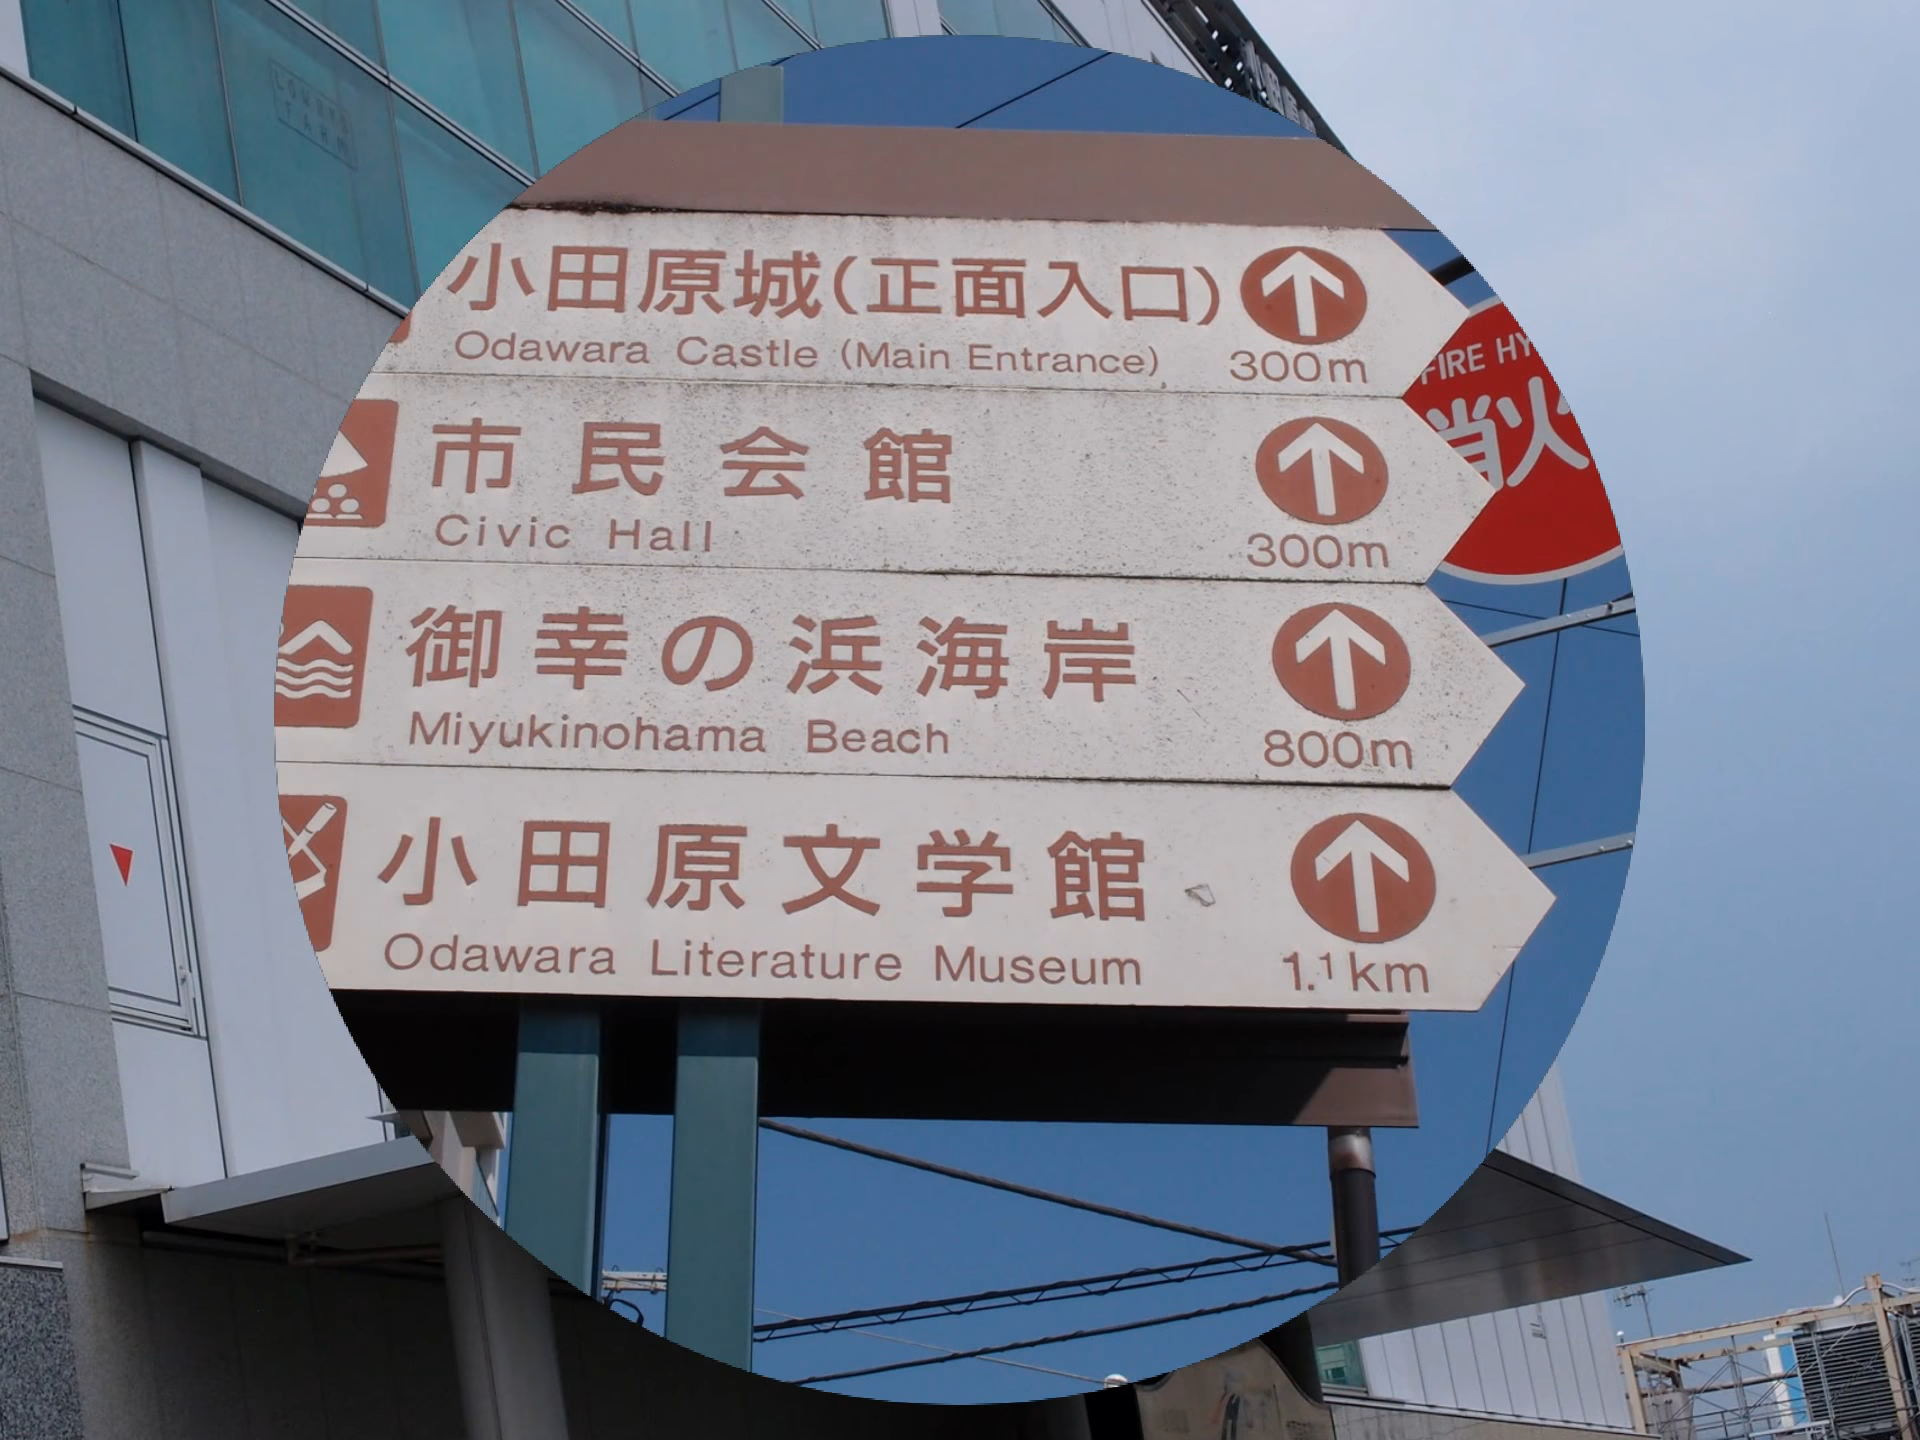 小田原城(正面入口)
Odawara Castle (Main Entrance)
300m
市民会館
Civic Hall
300m
御幸の浜海岸
Miyukinohama Beach
800m
小田原文学館
Odawara Literature Museum
1.1km
FIRE HY
消火